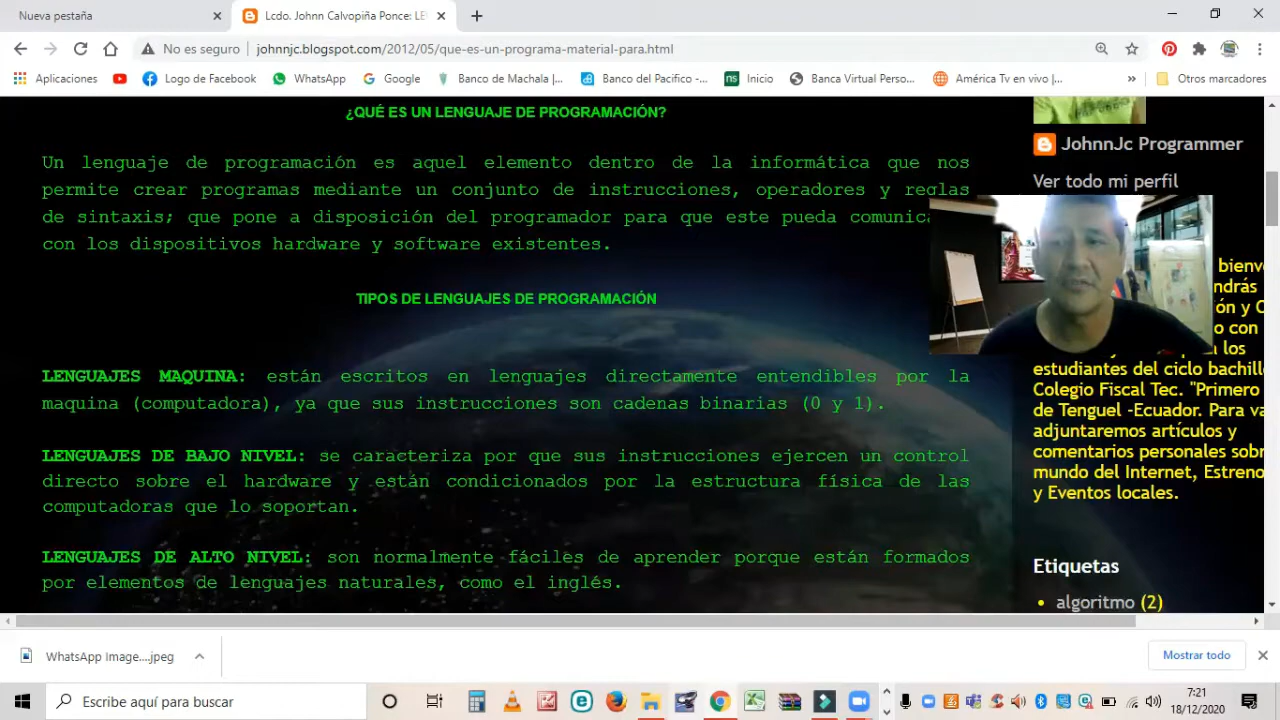 Nueva pestaña
Lcdo. Johnn Calvopiña Ponce: LE
No es seguro
johnnjc.blogspot.com/2012/05/que-es-un-programa-material-para.html
Aplicaciones
Logo de Facebook
WhatsApp
Google
Banco de Machala |...
Banco del Pacifico -...
ns
Inicio
Banca Virtual Perso...
América Tv en vivo |...
»
Otros marcadores
¿QUÉ ES UN LENGUAJE DE PROGRAMACIÓN?
Un lenguaje de programación es aquel elemento dentro de la informática que nos
permite crear programas mediante un conjunto de instrucciones, operadores y reglas
de sintaxis; que pone a disposición del programador para que este pueda comunica
con los dispositivos hardware y software existentes.
TIPOS DE LENGUAJES DE PROGRAMACIÓN
LENGUAJES MAQUINA: están escritos en lenguajes directamente entendibles por la
maquina (computadora), ya que sus instrucciones son cadenas binarias (0 y 1).
LENGUAJES DE BAJO NIVEL: se caracteriza por que sus instrucciones ejercen un control
directo sobre el hardware y están condicionados por la estructura física de las
computadoras que lo soportan.
LENGUAJES DE ALTO NIVEL: son normalmente fáciles de aprender porque están formados
por elementos de lenguajes naturales, como el inglés.
JohnnJc Programmer
Ver todo mi perfil
bienve
ndrás
ón y C
o con
los
estudiantes del ciclo bachille
Colegio Fiscal Tec. "Primero
de Tenguel -Ecuador. Para va
adjuntaremos artículos y
comentarios personales sobr
mundo del Internet, Estreno
y Eventos locales.
Etiquetas
• algoritmo (2)
WhatsApp Image....jpeg
Mostrar todo
Escribe aquí para buscar
7:21
18/12/2020